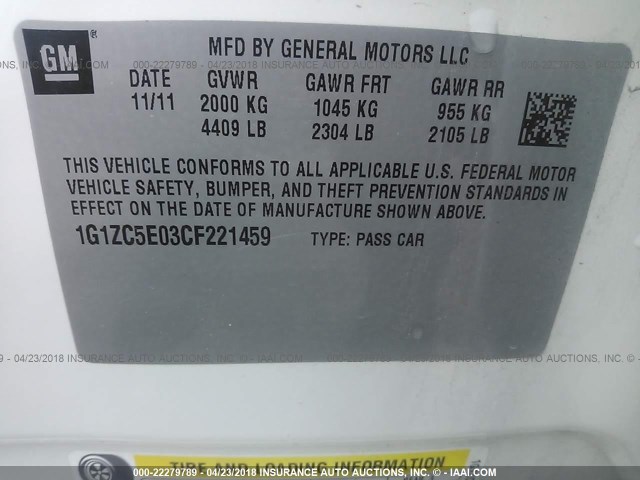 GM ®
MFD BY GENERAL MOTORS LLC
DATE GVWR GAWR FRT GAWR RR
11/11 2000 KG 1045 KG 955 KG
4409 LB 2304 LB 2105 LB
THIS VEHICLE CONFORMS TO ALL APPLICABLE U.S. FEDERAL MOTOR
VEHICLE SAFETY, BUMPER, AND THEFT PREVENTION STANDARDS IN
EFFECT ON THE DATE OF MANUFACTURE SHOWN ABOVE.
1G1ZC5E03CF221459 TYPE: PASS CAR
TIRE AND LOADING INFORMATION
000-22279789 - 04/23/2018 - INSURANCE AUTO AUCTIONS, INC. - ©IAAI.COM